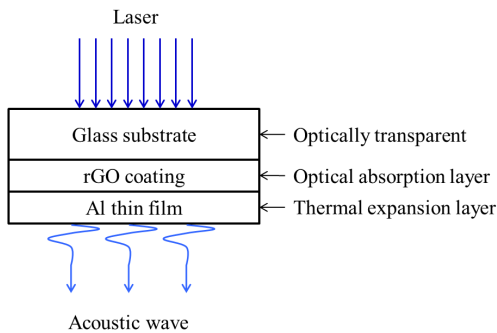 Laser
Glass substrate
Optically transparent
rGO coating
Optical absorption layer
Al thin film
Thermal expansion layer
Acoustic wave